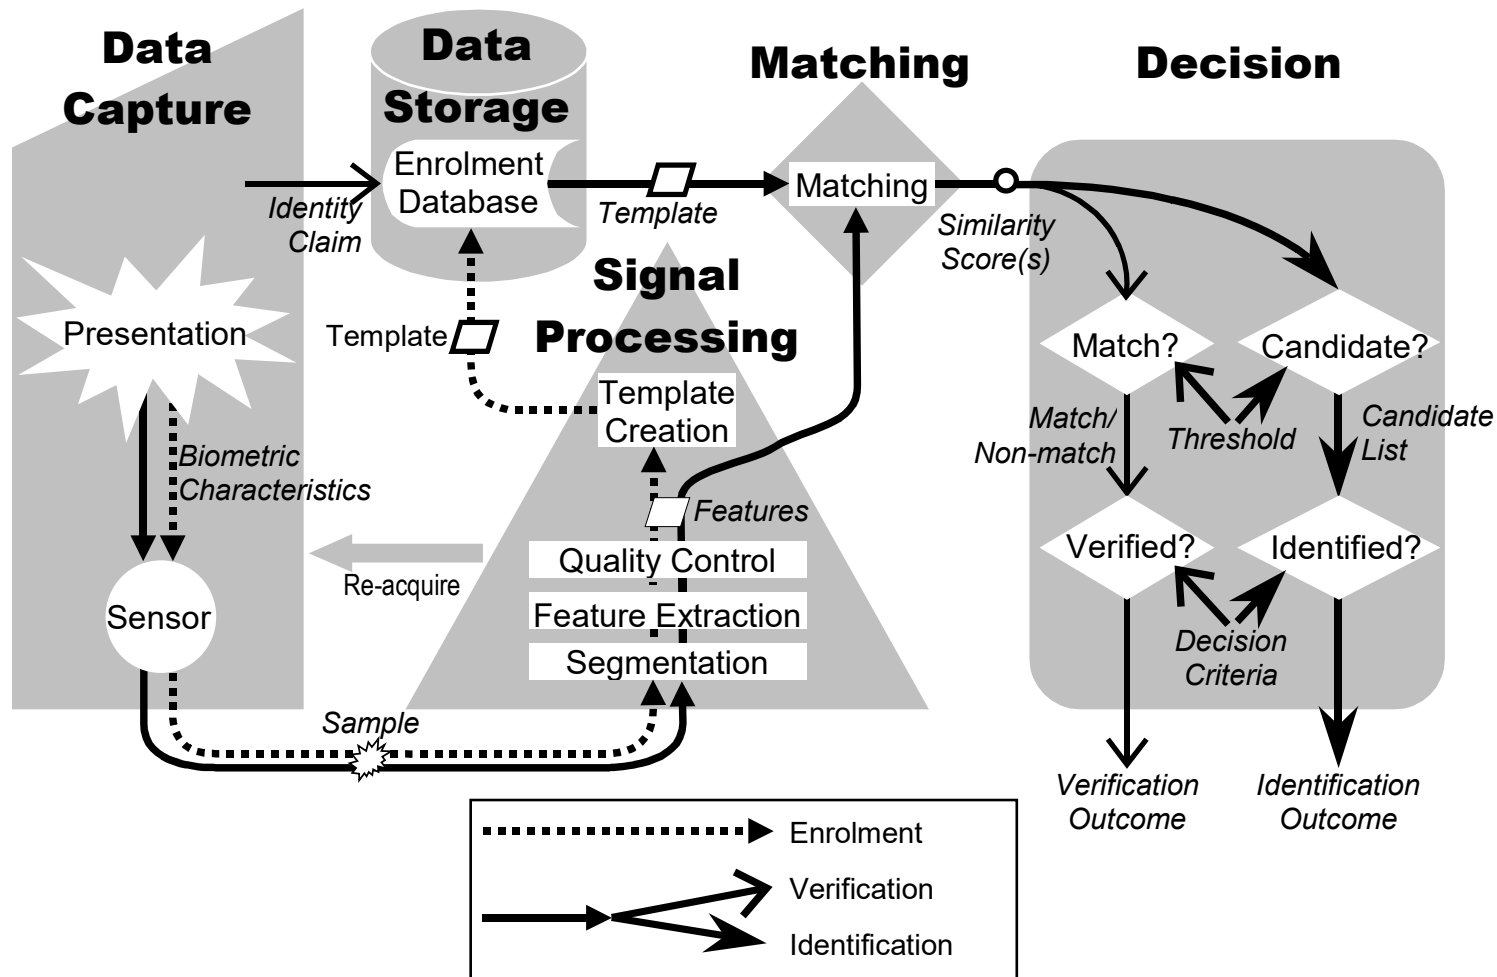 Data
Capture
Data
Storage
Matching
Decision
Enrolment
Database
Identity
Claim
Template
Matching
Similarity
Score(s)
Signal
Processing
Presentation
Template
Template
Creation
Match?
Candidate?
Match/
Non-match
Threshold
Candidate
List
Biometric
Characteristics
Features
Quality Control
Re-acquire
Verified?
Identified?
Sensor
Feature Extraction
Segmentation
Decision
Criteria
Sample
Verification
Outcome
Identification
Outcome
Enrolment
Verification
Identification